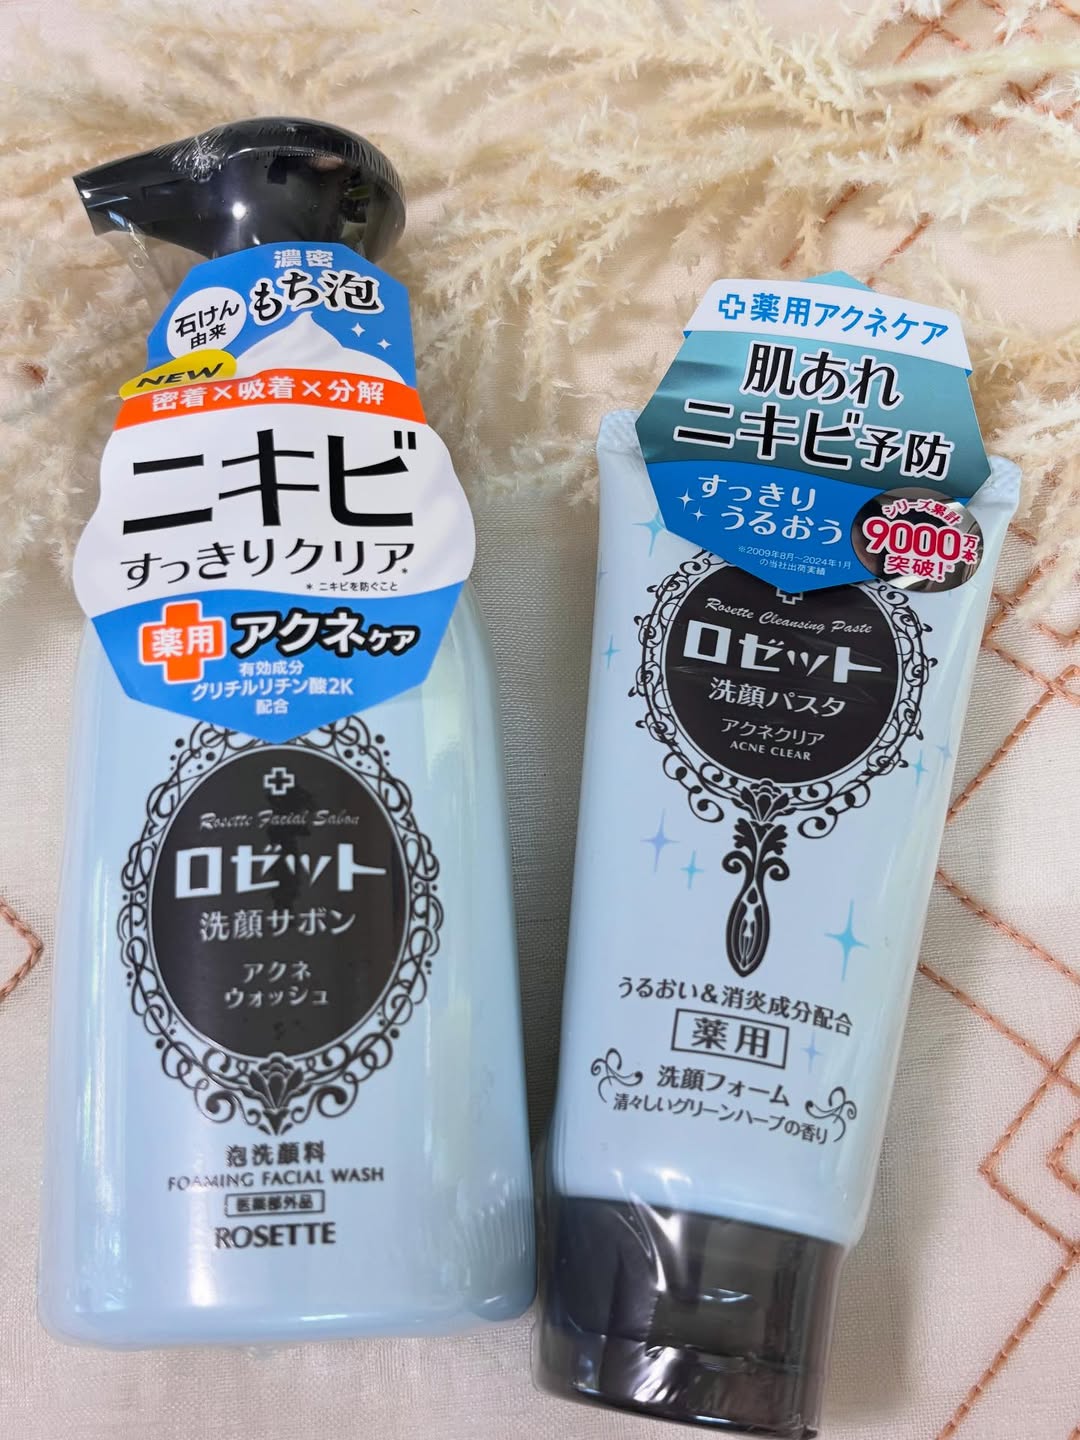 濃密
もち泡
石けん
由来
NEW
密着×吸着×分解
ニキビ
すっきりクリア*
* ニキビを防ぐこと
薬用 アクネケア
有効成分
グリチルリチン酸2K
配合
Rosette Facial Sabon
ロゼット
洗顔サボン
アクネ
ウォッシュ
泡洗顔料
FOAMING FACIAL WASH
医薬部外品
ROSETTE
薬用アクネケア
肌あれ
ニキビ予防
すっきり
うるおう
シリーズ累計
9000万本
突破!*
※2009年8月~2024年1月
の当社出荷実績
Rosette Cleansing Paste
ロゼット
洗顔パスタ
アクネクリア
ACNE CLEAR
うるおい&消炎成分配合
薬用
洗顔フォーム
清々しいグリーンハーブの香り